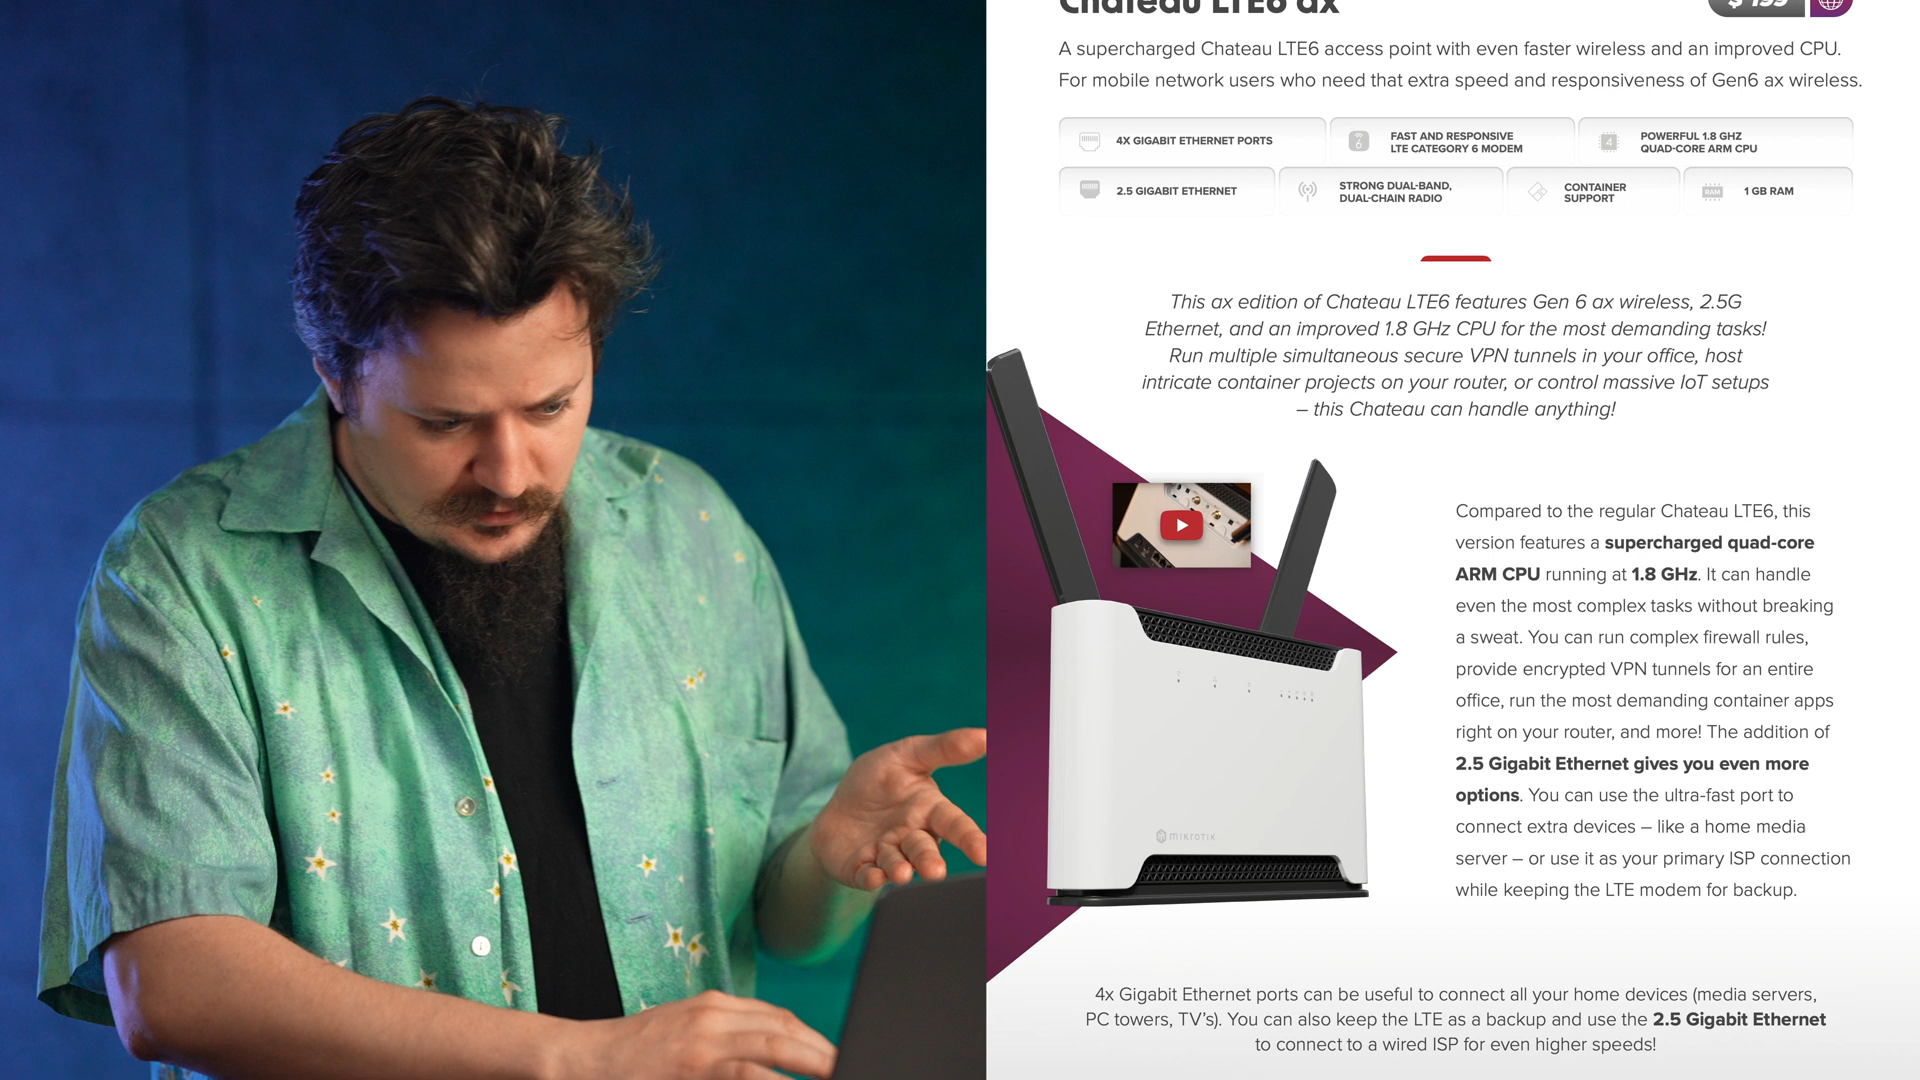 Chateau LTE6 ax
$ 199
A supercharged Chateau LTE6 access point with even faster wireless and an improved CPU.
For mobile network users who need that extra speed and responsiveness of Gen6 ax wireless.
4X GIGABIT ETHERNET PORTS
6
FAST AND RESPONSIVE
LTE CATEGORY 6 MODEM
4
POWERFUL 1.8 GHZ
QUAD-CORE ARM CPU
2.5 GIGABIT ETHERNET
STRONG DUAL-BAND,
DUAL-CHAIN RADIO
CONTAINER
SUPPORT
RAM
1 GB RAM
This ax edition of Chateau LTE6 features Gen 6 ax wireless, 2.5G
Ethernet, and an improved 1.8 GHz CPU for the most demanding tasks!
Run multiple simultaneous secure VPN tunnels in your office, host
intricate container projects on your router, or control massive IoT setups
– this Chateau can handle anything!
Compared to the regular Chateau LTE6, this
version features a supercharged quad-core
ARM CPU running at 1.8 GHz. It can handle
even the most complex tasks without breaking
a sweat. You can run complex firewall rules,
provide encrypted VPN tunnels for an entire
office, run the most demanding container apps
right on your router, and more! The addition of
2.5 Gigabit Ethernet gives you even more
options. You can use the ultra-fast port to
connect extra devices – like a home media
server – or use it as your primary ISP connection
while keeping the LTE modem for backup.
MIKROTIK
4x Gigabit Ethernet ports can be useful to connect all your home devices (media servers,
PC towers, TV's). You can also keep the LTE as a backup and use the 2.5 Gigabit Ethernet
to connect to a wired ISP for even higher speeds!